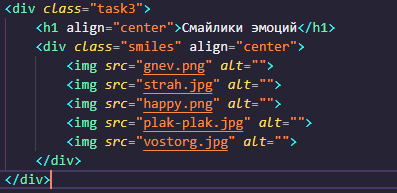 <div class="task3">
<h1 align="center">Смайлики эмоций</h1>
<div class="smiles" align="center">
<img src="gnev.png" alt="">
<img src="strah.jpg" alt="">
<img src="happy.png" alt="">
<img src="plak-plak.jpg" alt="">
<img src="vostorg.jpg" alt="">
</div>
</div>